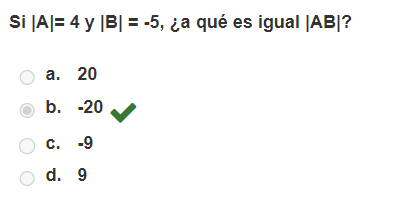 Si |A|= 4 y |B| = -5, ¿a qué es igual |AB|?
a. 20
b. -20
c. -9
d. 9